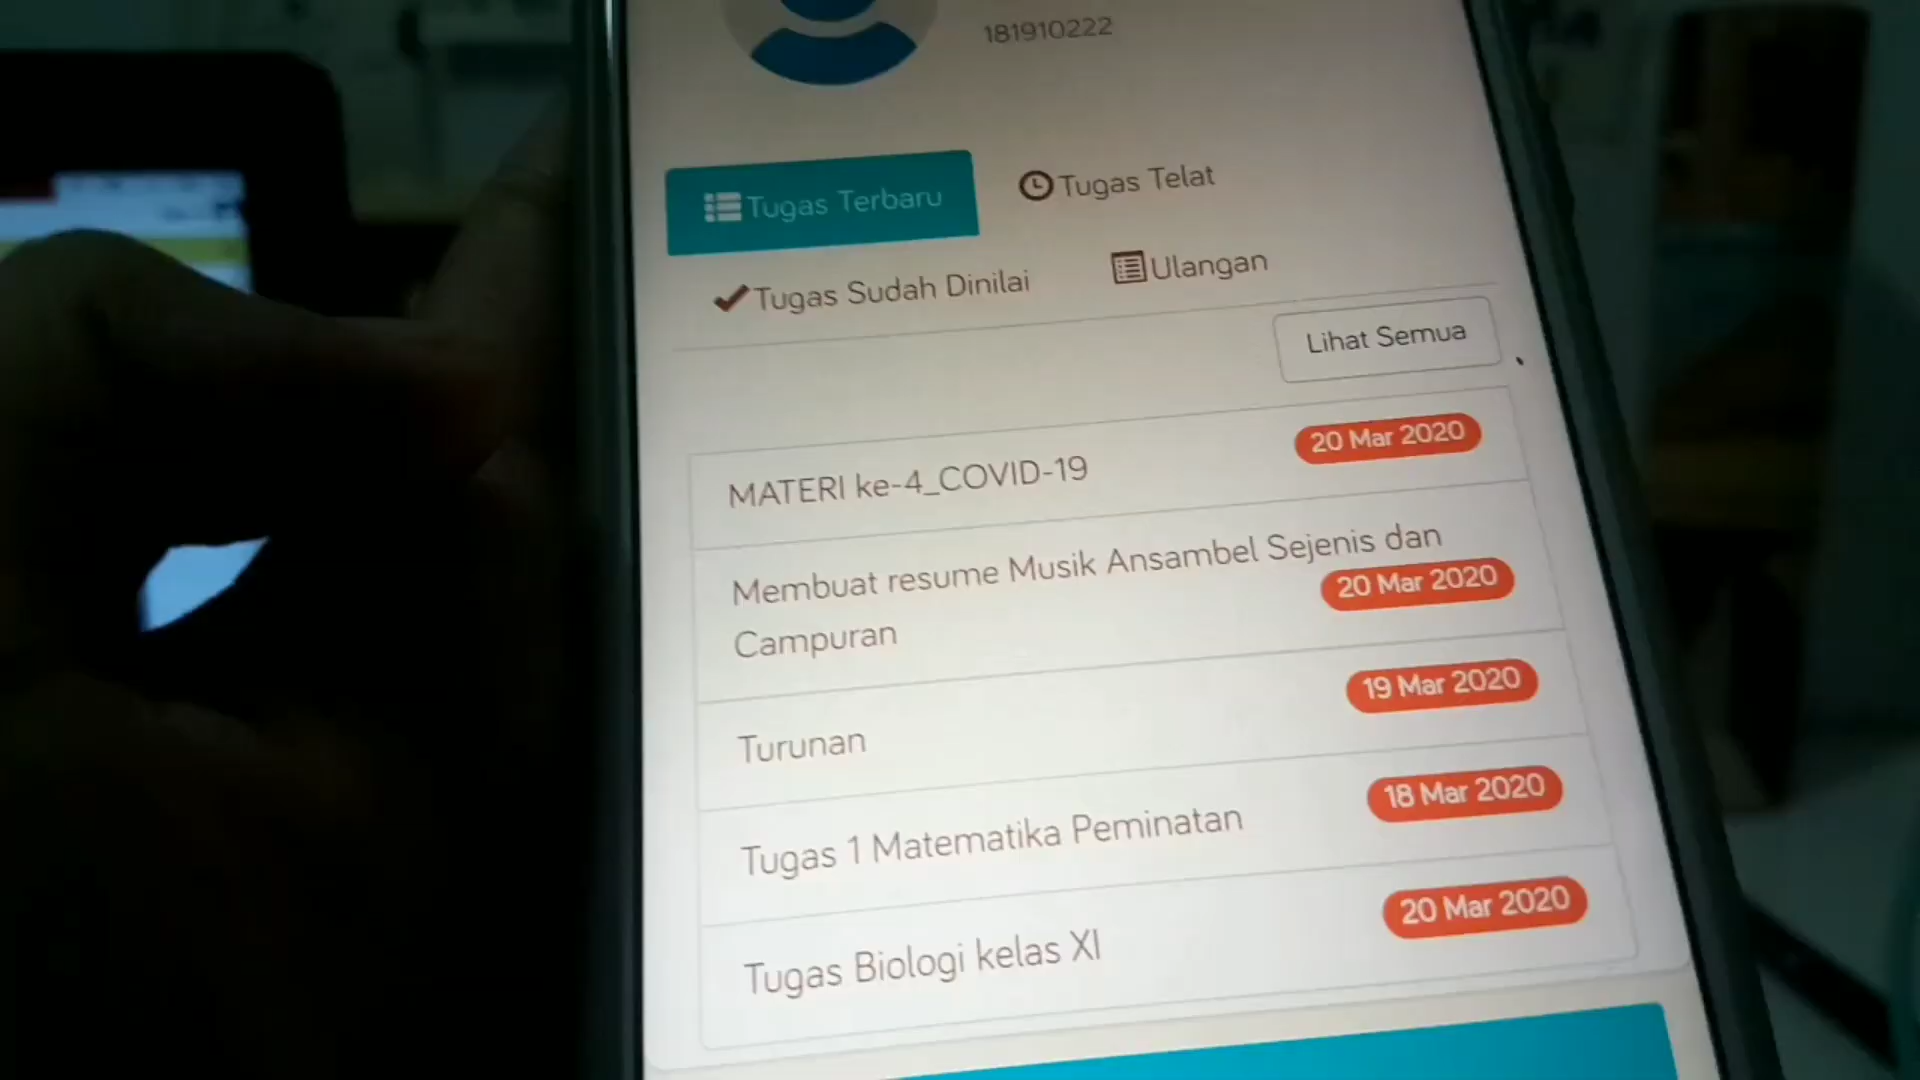 181910222
Tugas Terbaru
Tugas Telat
Tugas Sudah Dinilai
Ulangan
Lihat Semua
MATERI ke-4_COVID-19
20 Mar 2020
Membuat resume Musik Ansambel Sejenis dan
Campuran
20 Mar 2020
Turunan
19 Mar 2020
Tugas 1 Matematika Peminatan
18 Mar 2020
Tugas Biologi kelas XI
20 Mar 2020